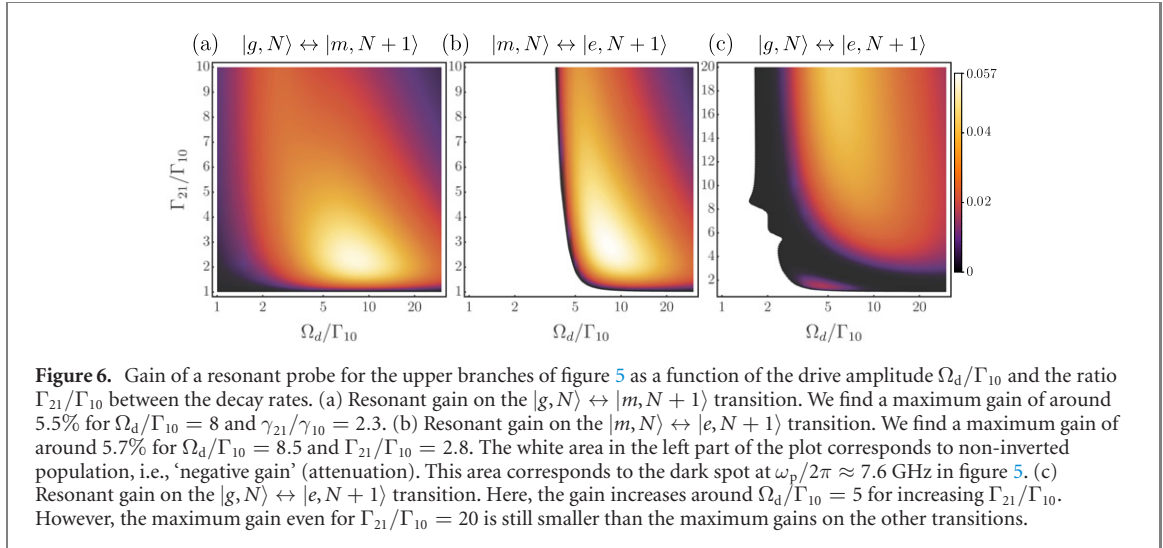 (a) |g, N⟩ ↔ |m, N + 1⟩ (b) |m, N⟩ ↔ |e, N + 1⟩ (c) |g, N⟩ ↔ |e, N + 1⟩
10
9
8
7
6
5
4
3
2
1
Γ21/Γ10
1 2 5 10 20
Ωd/Γ10
10
9
8
7
6
5
4
3
2
1
1 2 5 10 20
Ωd/Γ10
20
18
16
14
12
10
8
6
4
2
1 2 5 10 20
Ωd/Γ10
0.057
0.04
0.02
0
Figure 6. Gain of a resonant probe for the upper branches of figure 5 as a function of the drive amplitude Ωd/Γ10 and the ratio
Γ21/Γ10 between the decay rates. (a) Resonant gain on the |g, N⟩ ↔ |m, N + 1⟩ transition. We find a maximum gain of around
5.5% for Ωd/Γ10 = 8 and γ21/γ10 = 2.3. (b) Resonant gain on the |m, N⟩ ↔ |e, N + 1⟩ transition. We find a maximum gain of
around 5.7% for Ωd/Γ10 = 8.5 and Γ21/Γ10 = 2.8. The white area in the left part of the plot corresponds to non-inverted
population, i.e., ‘negative gain’ (attenuation). This area corresponds to the dark spot at ωp/2π ≈ 7.6 GHz in figure 5. (c)
Resonant gain on the |g, N⟩ ↔ |e, N + 1⟩ transition. Here, the gain increases around Ωd/Γ10 = 5 for increasing Γ21/Γ10.
However, the maximum gain even for Γ21/Γ10 = 20 is still smaller than the maximum gains on the other transitions.